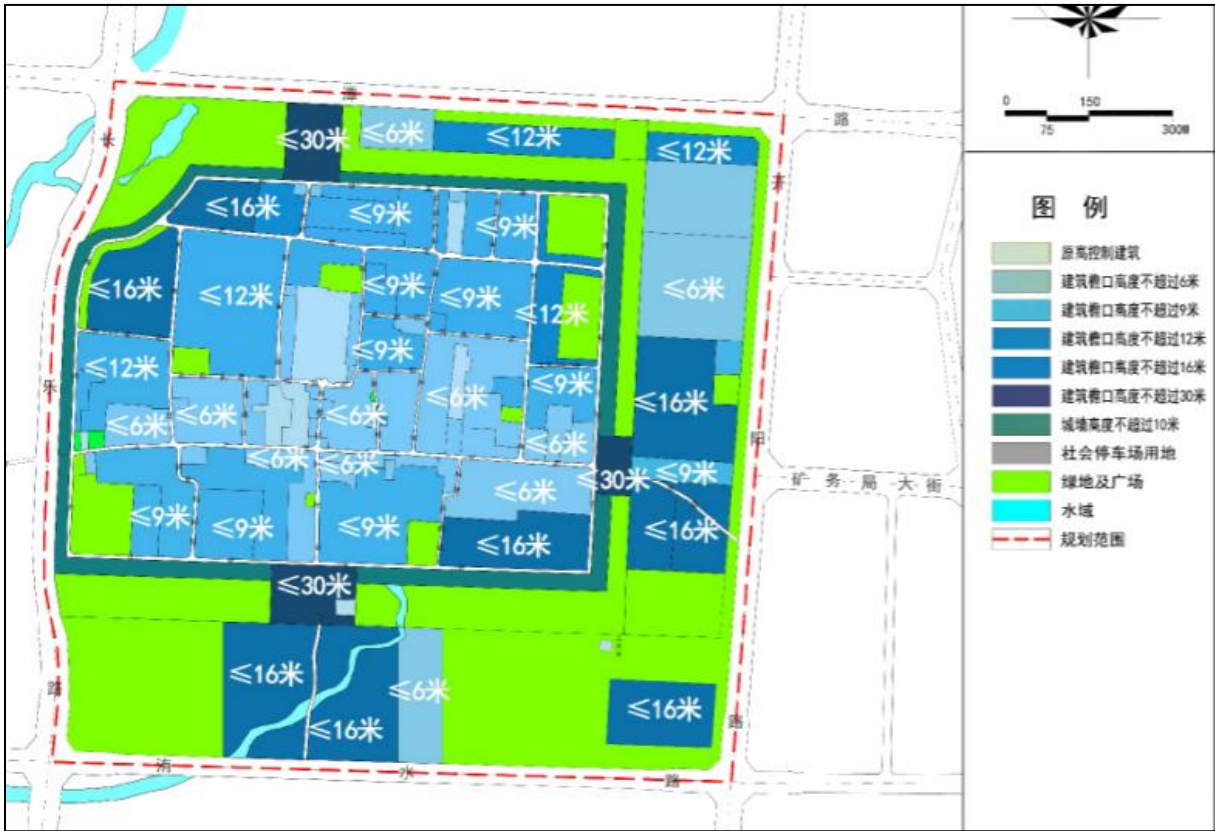 0 150
75 300M
图 例
原高控制建筑
建筑檐口高度不超过6米
建筑檐口高度不超过9米
建筑檐口高度不超过12米
建筑檐口高度不超过16米
建筑檐口高度不超过30米
城墙高度不超过10米
社会停车场用地
绿地及广场
水域
规划范围
路
长
乐
路
开
阳
路
矿务局大街
洧
水
路
≤30米
≤6米
≤12米
≤12米
≤16米
≤9米
≤9米
≤16米
≤12米
≤9米
≤9米
≤12米
≤6米
≤12米
≤9米
≤6米
≤9米
≤16米
≤6米
≤6米
≤6米
≤6米
≤6米
≤6米
≤30米
≤9米
≤6米
≤9米
≤9米
≤9米
≤16米
≤16米
≤30米
≤16米
≤6米
≤16米
≤16米